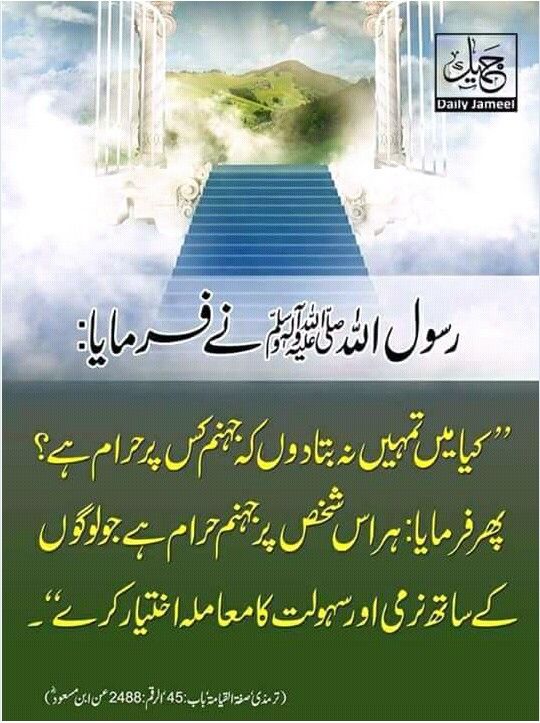 جمیل
Daily Jameel
رسول اللہ صلی اللہ علیہ وآلہ وسلم نے فرمایا:
”کیا میں تمہیں نہ بتا دوں کہ جہنم کس پر حرام ہے؟
پھر فرمایا: ہر اس شخص پر جہنم حرام ہے جو لوگوں
کے ساتھ نرمی اور سہولت کا معاملہ اختیار کرے“۔
(ترمذی، صفۃ القیامۃ، باب: 45، الرقم: 2488 عن ابن مسعودؓ)